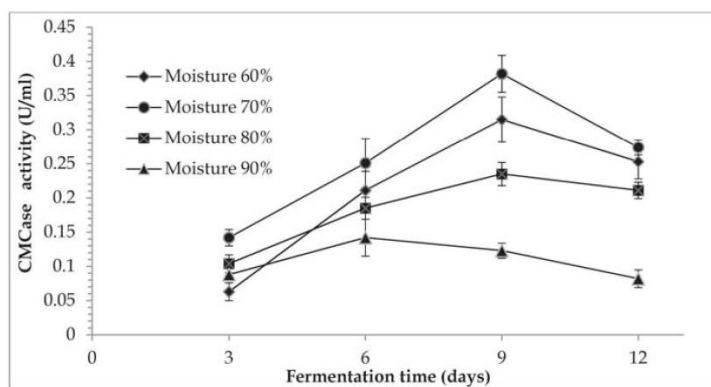 0.45
0.4
0.35
0.3
0.25
0.2
0.15
0.1
0.05
0
CMCase activity (U/ml)
Moisture 60%
Moisture 70%
Moisture 80%
Moisture 90%
0 3 6 9 12
Fermentation time (days)